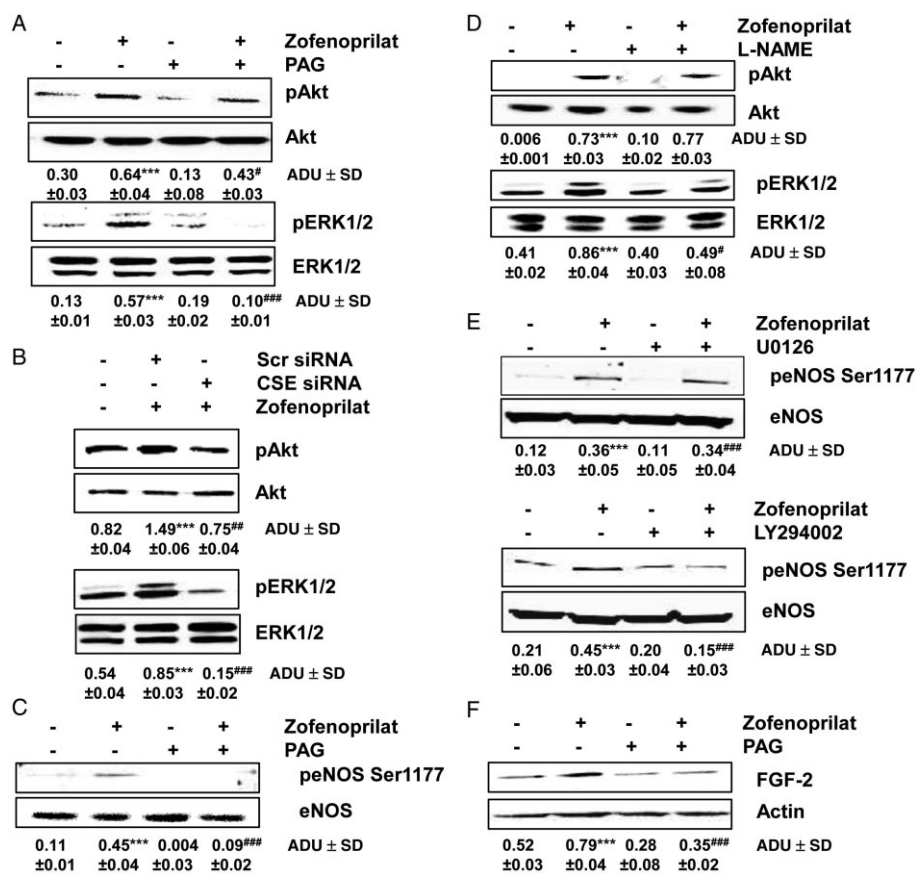 A
- + - + Zofenoprilat
- - + + PAG
pAkt
Akt
0.30 0.64*** 0.13 0.43# ADU ± SD
±0.03 ±0.04 ±0.08 ±0.03
pERK1/2
ERK1/2
0.13 0.57*** 0.19 0.10### ADU ± SD
±0.01 ±0.03 ±0.02 ±0.01
B
- + - Scr siRNA
- - + CSE siRNA
- + + Zofenoprilat
pAkt
Akt
0.82 1.49*** 0.75## ADU ± SD
±0.04 ±0.06 ±0.04
pERK1/2
ERK1/2
0.54 0.85*** 0.15### ADU ± SD
±0.04 ±0.03 ±0.02
C
- + - + Zofenoprilat
- - + + PAG
peNOS Ser1177
eNOS
0.11 0.45*** 0.004 0.09### ADU ± SD
±0.01 ±0.04 ±0.03 ±0.02
D
- + - + Zofenoprilat
- - + + L-NAME
pAkt
Akt
0.006 0.73*** 0.10 0.77 ADU ± SD
±0.001 ±0.03 ±0.02 ±0.03
pERK1/2
ERK1/2
0.41 0.86*** 0.40 0.49# ADU ± SD
±0.02 ±0.04 ±0.03 ±0.08
E
- + - + Zofenoprilat
- - + + U0126
peNOS Ser1177
eNOS
0.12 0.36*** 0.11 0.34### ADU ± SD
±0.03 ±0.05 ±0.05 ±0.04
- + - + Zofenoprilat
- - + + LY294002
peNOS Ser1177
eNOS
0.21 0.45*** 0.20 0.15### ADU ± SD
±0.06 ±0.03 ±0.04 ±0.03
F
- + - + Zofenoprilat
- - + + PAG
FGF-2
Actin
0.52 0.79*** 0.28 0.35### ADU ± SD
±0.03 ±0.04 ±0.08 ±0.02